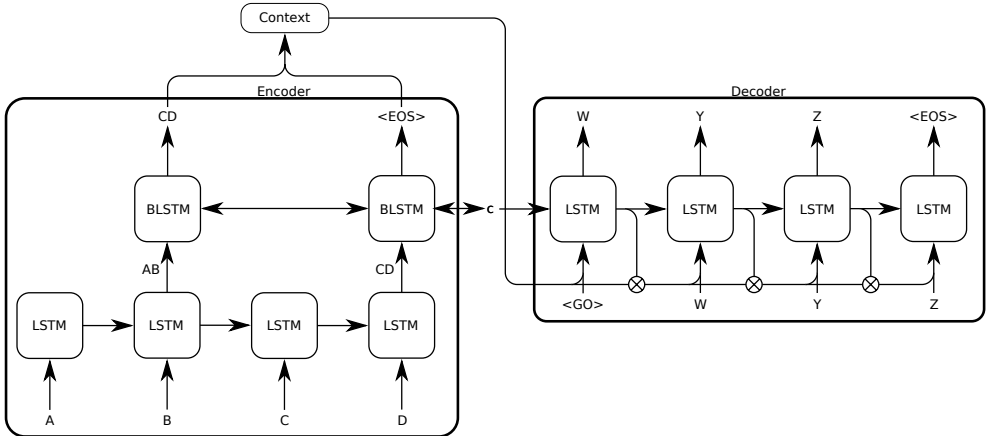 Context
Encoder
Decoder
CD <EOS> W Y Z <EOS>
BLSTM BLSTM c LSTM LSTM LSTM LSTM
AB CD
<GO> W Y Z
LSTM LSTM LSTM LSTM
A B C D